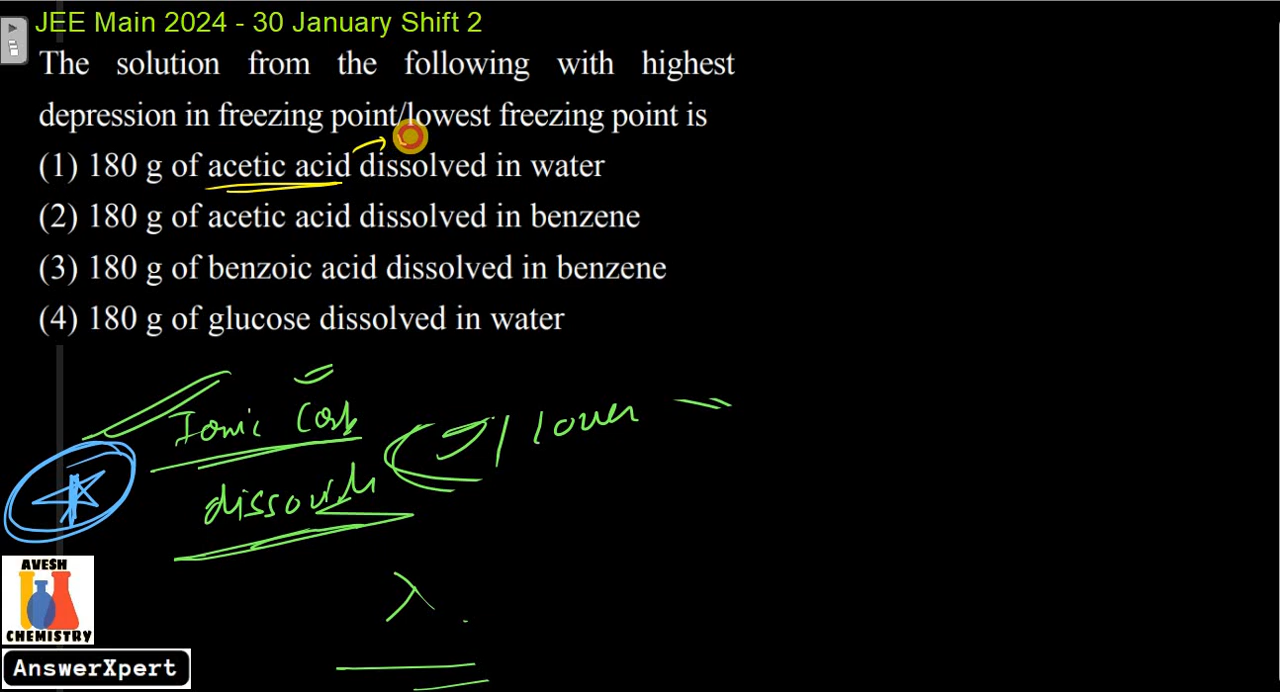 JEE Main 2024 - 30 January Shift 2
The solution from the following with highest
depression in freezing point/lowest freezing point is
(1) 180 g of acetic acid dissolved in water
(2) 180 g of acetic acid dissolved in benzene
(3) 180 g of benzoic acid dissolved in benzene
(4) 180 g of glucose dissolved in water
Ionic
AVESH
CHEMISTRY
AnswerXpert